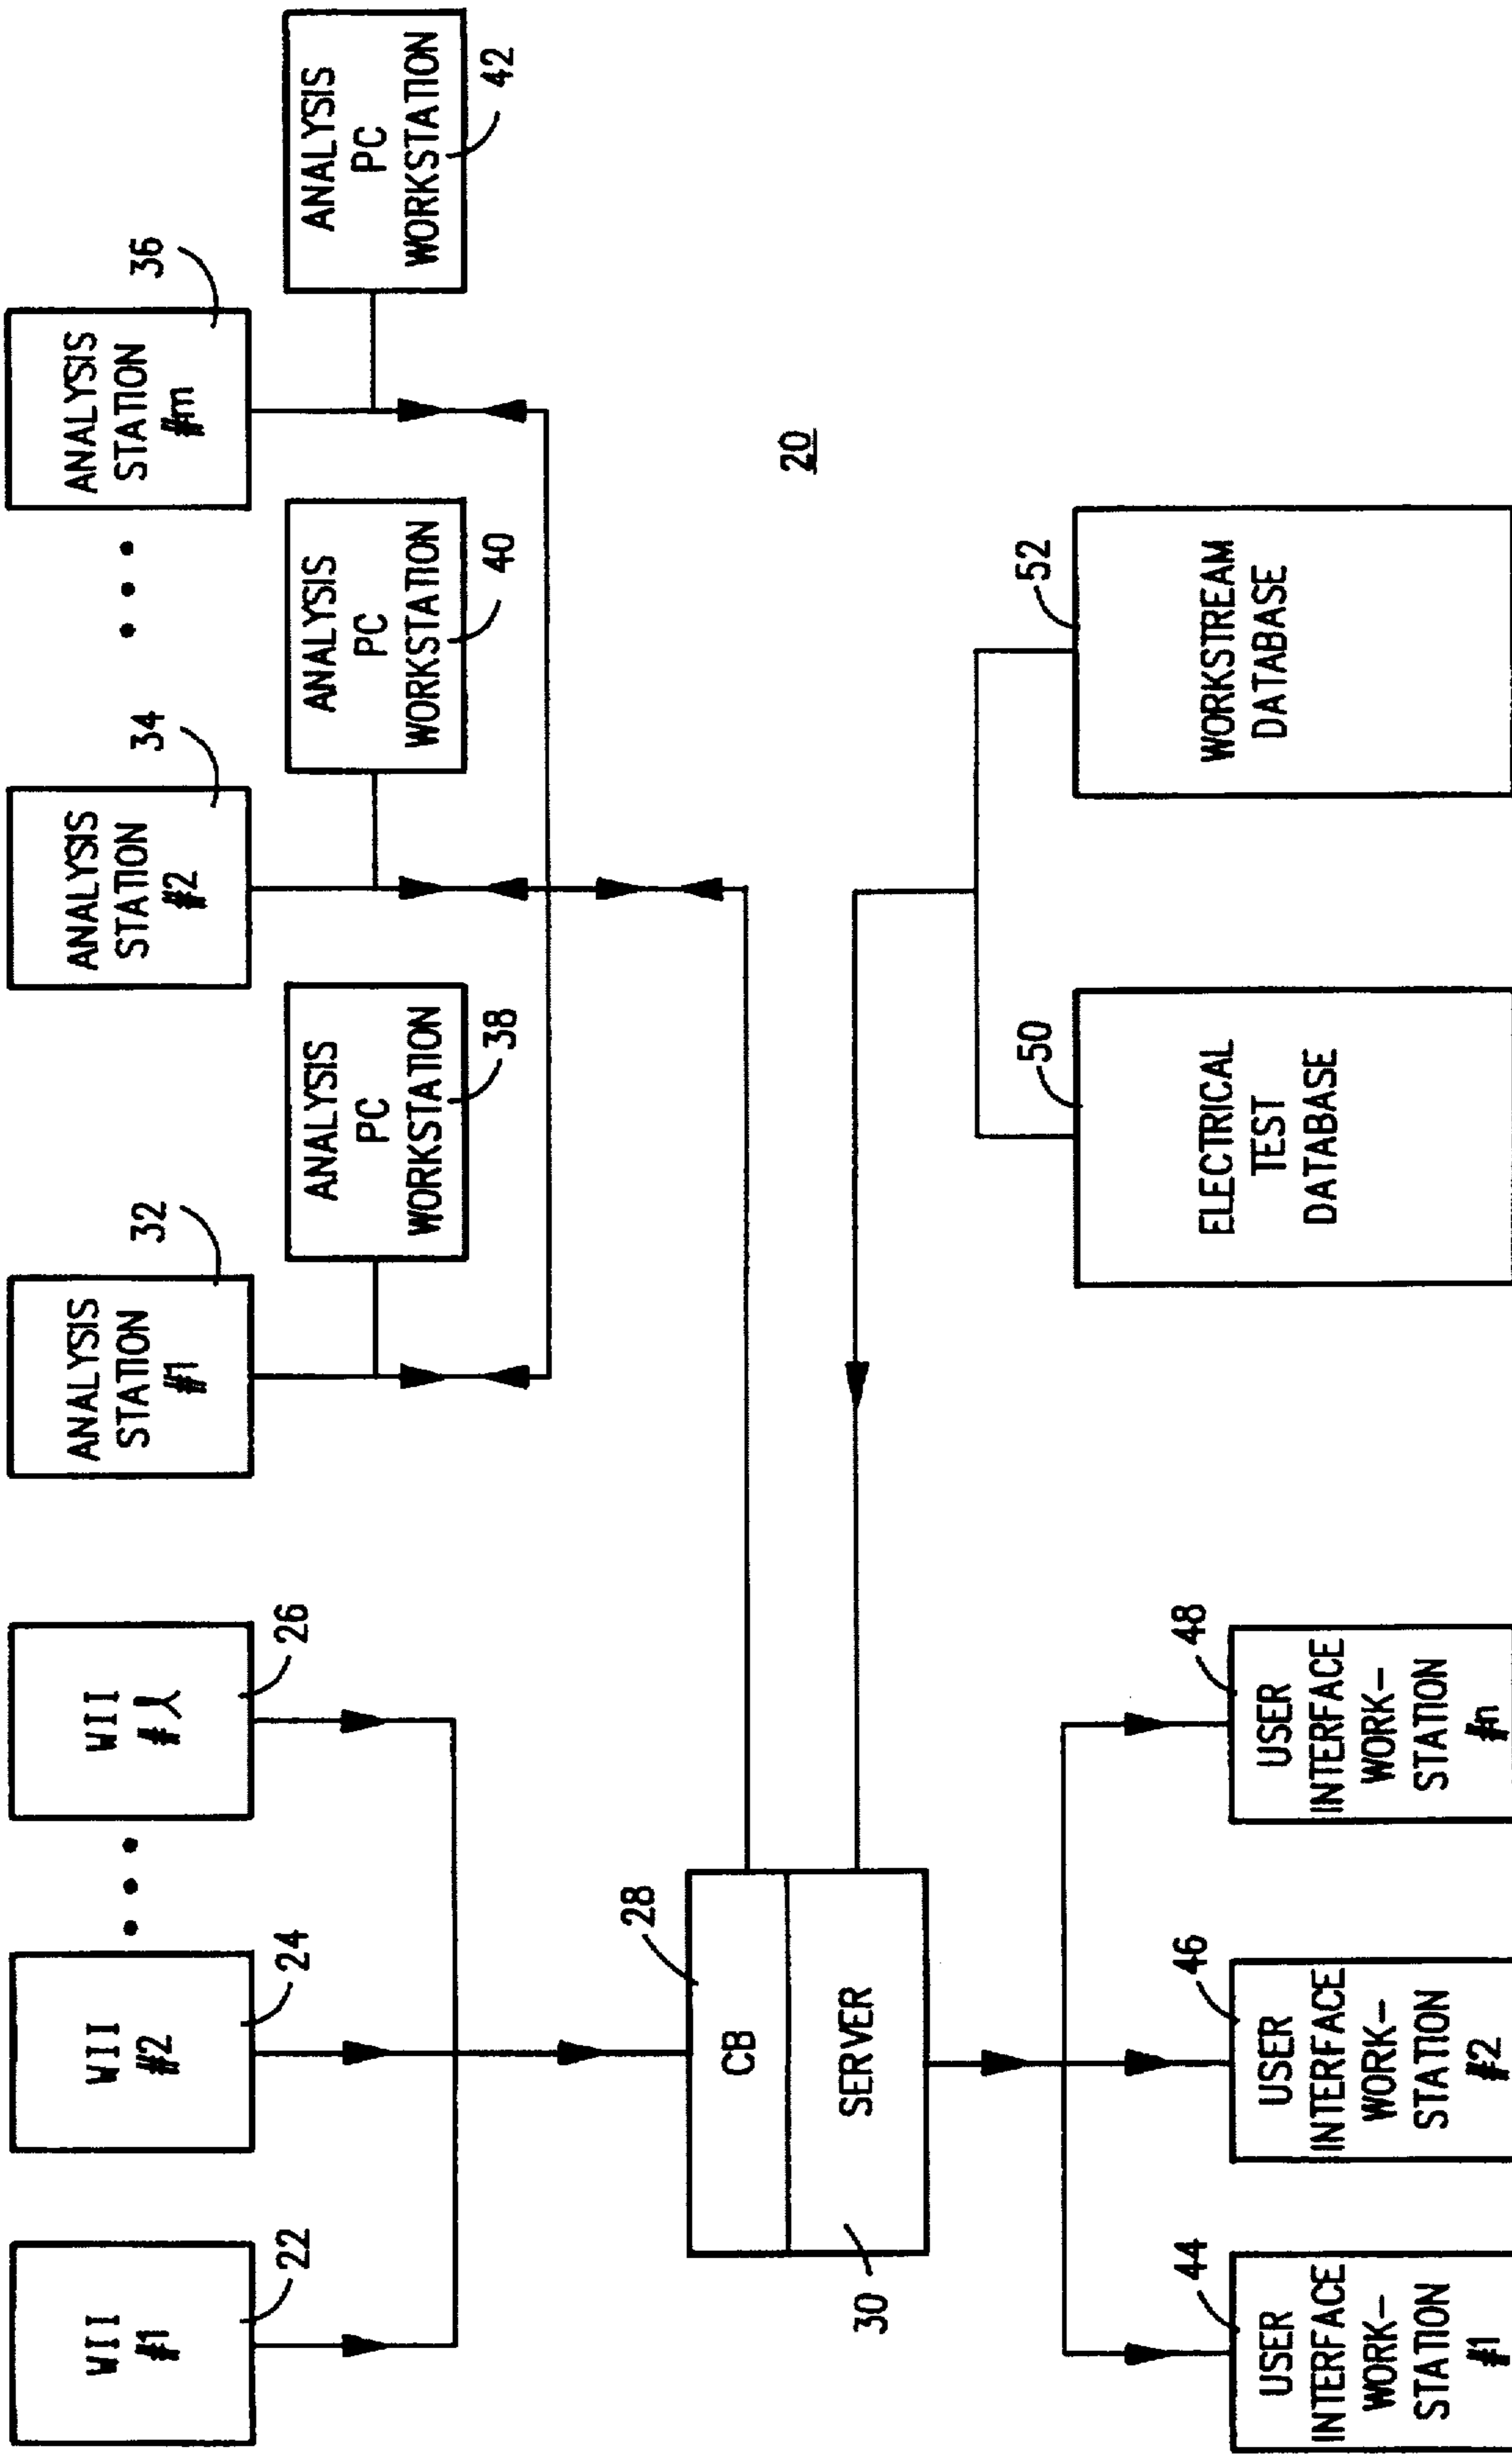 WII
#1
22
WII
#2
24
WII
26
ANALYSIS
STATION
#1
32
ANALYSIS
STATION
#2
34
ANALYSIS
STATION
#m
36
ANALYSIS
PC
WORKSTATION
38
ANALYSIS
PC
WORKSTATION
40
ANALYSIS
PC
WORKSTATION
42
28
CB
SERVER
30
20
USER
INTERFACE
WORK-
STATION
#1
44
USER
INTERFACE
WORK-
STATION
#2
46
USER
INTERFACE
WORK-
STATION
#n
48
ELECTRICAL
TEST
DATABASE
50
WORKSTREAM
DATABASE
52